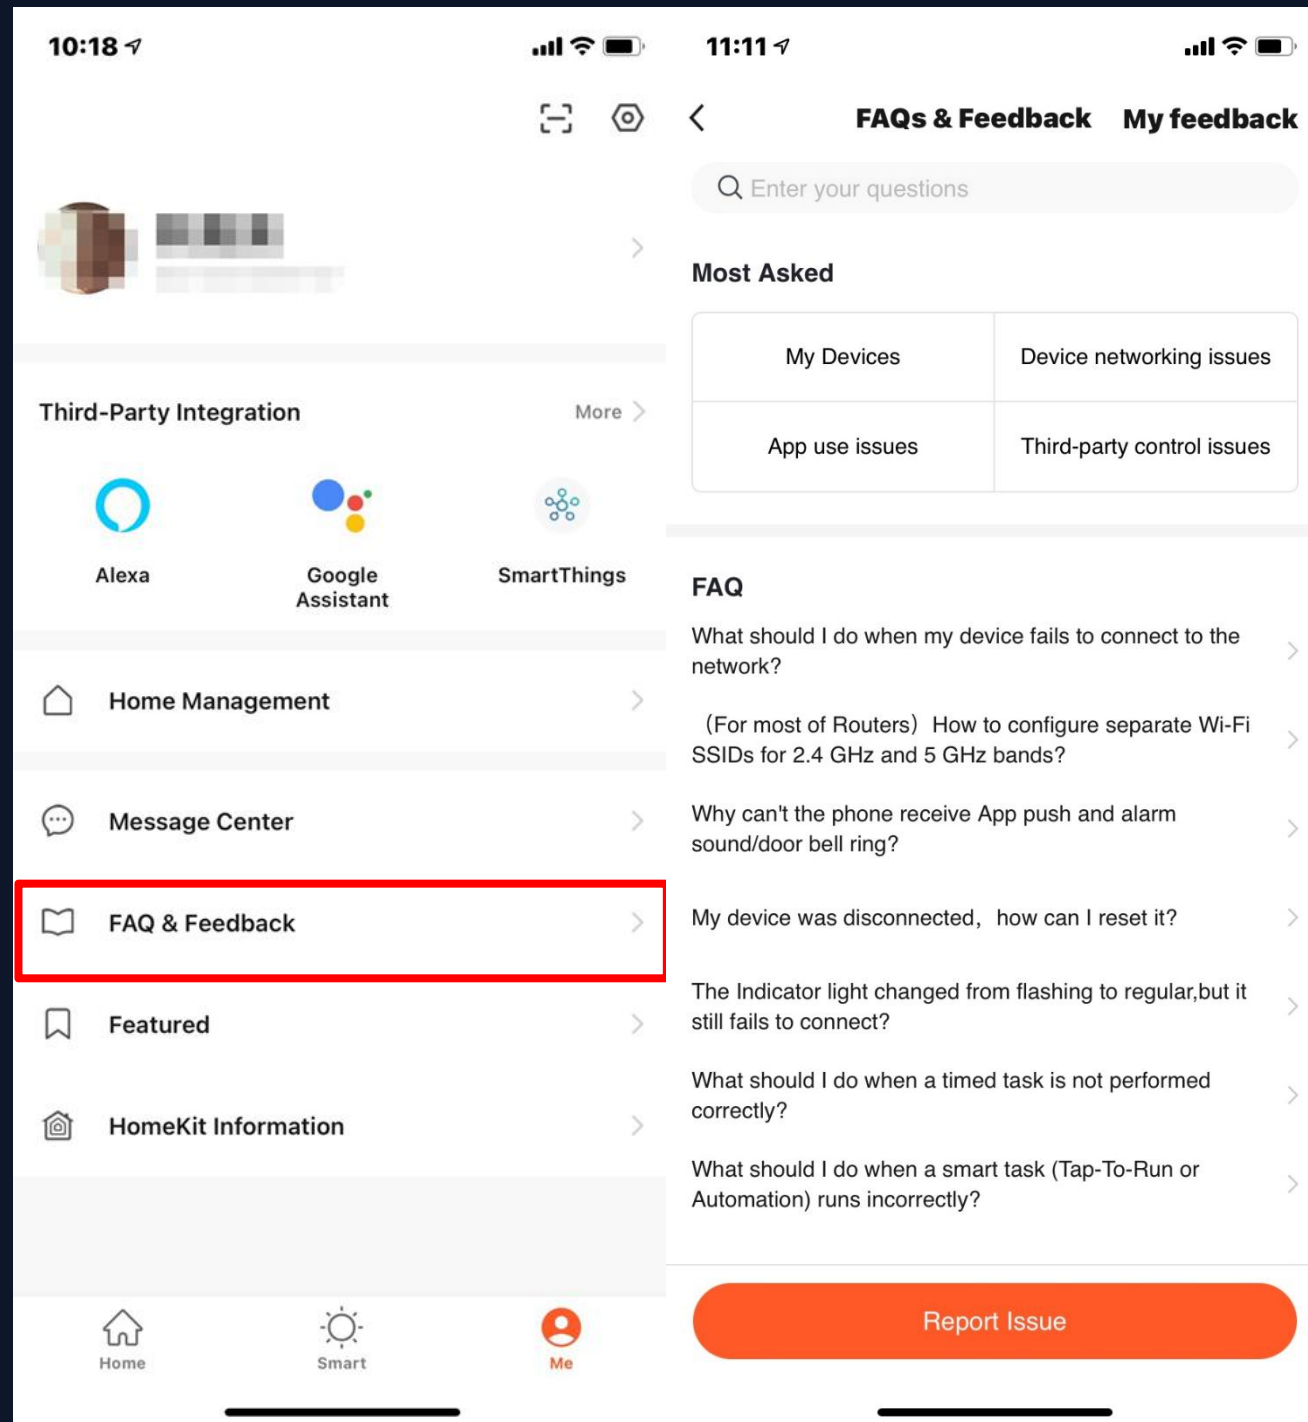 10:18
Third-Party Integration
More
Alexa
Google
Assistant
SmartThings
Home Management
Message Center
FAQ & Feedback
Featured
HomeKit Information
Home
Smart
Me
11:11
FAQs & Feedback
My feedback
Enter your questions
Most Asked
My Devices
Device networking issues
App use issues
Third-party control issues
FAQ
What should I do when my device fails to connect to the
network?
（For most of Routers）How to configure separate Wi-Fi
SSIDs for 2.4 GHz and 5 GHz bands?
Why can't the phone receive App push and alarm
sound/door bell ring?
My device was disconnected，how can I reset it?
The Indicator light changed from flashing to regular,but it
still fails to connect?
What should I do when a timed task is not performed
correctly?
What should I do when a smart task (Tap-To-Run or
Automation) runs incorrectly?
Report Issue